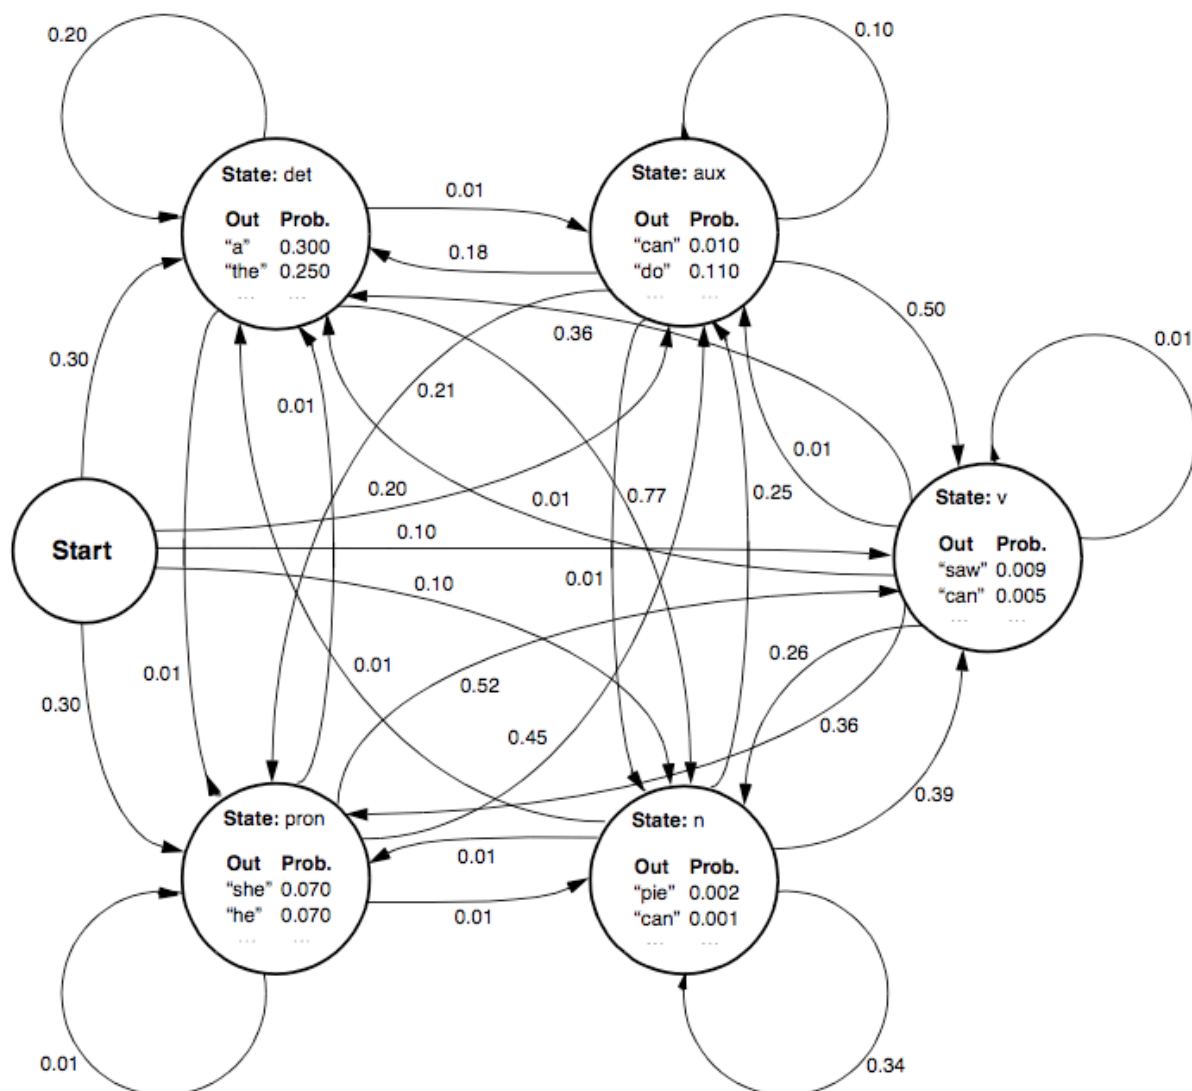 0.20
0.10
State: det
Out Prob.
“a” 0.300
“the” 0.250
... ...
State: aux
Out Prob.
“can” 0.010
“do” 0.110
... ...
0.01
0.18
0.50
0.36
0.30
0.01
0.21
0.01
0.01
0.20
0.01
0.77
0.25
State: v
Out Prob.
“saw” 0.009
“can” 0.005
... ...
Start
0.10
0.10
0.01
0.01
0.01
0.26
0.30
0.52
0.45
0.36
0.39
State: pron
Out Prob.
“she” 0.070
“he” 0.070
... ...
State: n
Out Prob.
“pie” 0.002
“can” 0.001
... ...
0.01
0.01
0.01
0.34